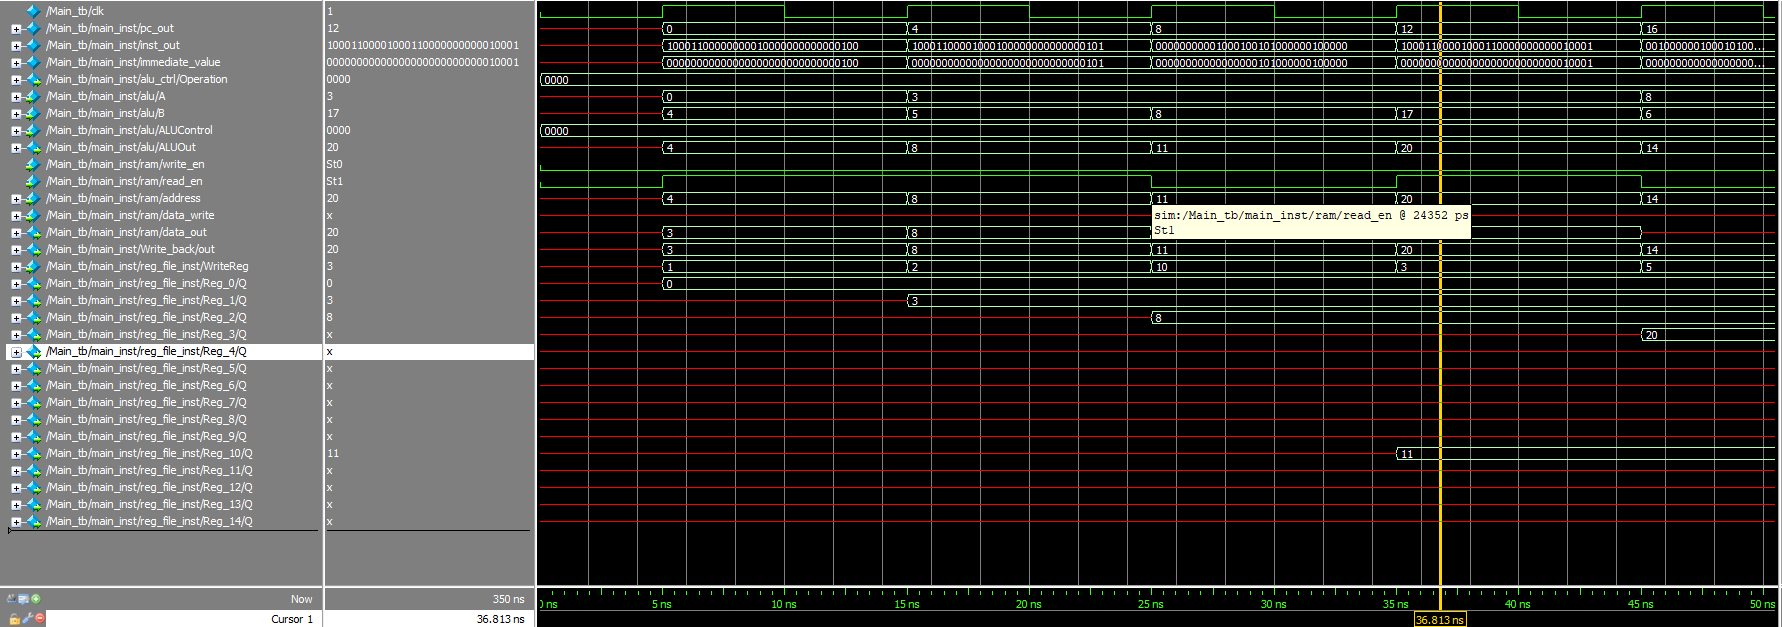 /Main_tb/clk 1
/Main_tb/main_inst/pc_out 12 0 4 8 12 16
/Main_tb/main_inst/inst_out 10001100001000110000000000010001 10001100000000010000000000000100 10001100001000100000000000000101 00000000001000100101000000100000 10001100001000110000000000010001 001000000100010100...
/Main_tb/main_inst/immediate_value 00000000000000000000000000010001 00000000000000000000000000000100 00000000000000000000000000000101 00000000000000000101000000100000 00000000000000000000000000010001 000000000000000000...
/Main_tb/main_inst/alu_ctrl/Operation 0000 0000
/Main_tb/main_inst/alu/A 3 0 3 8
/Main_tb/main_inst/alu/B 17 4 5 8 17 6
/Main_tb/main_inst/alu/ALUControl 0000 0000
/Main_tb/main_inst/alu/ALUOut 20 4 8 11 20 14
/Main_tb/main_inst/ram/write_en St0
/Main_tb/main_inst/ram/read_en St1
/Main_tb/main_inst/ram/address 20 4 8 11 20 14
/Main_tb/main_inst/ram/data_write x
sim:/Main_tb/main_inst/ram/read_en @ 24352 ps
St1
/Main_tb/main_inst/ram/data_out 20 3 8
/Main_tb/main_inst/Write_back/out 20 3 8 11 20 14
/Main_tb/main_inst/reg_file_inst/WriteReg 3 1 2 10 3 5
/Main_tb/main_inst/reg_file_inst/Reg_0/Q 0 0
/Main_tb/main_inst/reg_file_inst/Reg_1/Q 3 3
/Main_tb/main_inst/reg_file_inst/Reg_2/Q 8 8
/Main_tb/main_inst/reg_file_inst/Reg_3/Q x 20
/Main_tb/main_inst/reg_file_inst/Reg_4/Q x
/Main_tb/main_inst/reg_file_inst/Reg_5/Q x
/Main_tb/main_inst/reg_file_inst/Reg_6/Q x
/Main_tb/main_inst/reg_file_inst/Reg_7/Q x
/Main_tb/main_inst/reg_file_inst/Reg_8/Q x
/Main_tb/main_inst/reg_file_inst/Reg_9/Q x
/Main_tb/main_inst/reg_file_inst/Reg_10/Q 11 11
/Main_tb/main_inst/reg_file_inst/Reg_11/Q x
/Main_tb/main_inst/reg_file_inst/Reg_12/Q x
/Main_tb/main_inst/reg_file_inst/Reg_13/Q x
/Main_tb/main_inst/reg_file_inst/Reg_14/Q x
Now 350 ns ns 5 ns 10 ns 15 ns 20 ns 25 ns 30 ns 35 ns 40 ns 45 ns 50 ns
Cursor 1 36.813 ns 36.813 ns